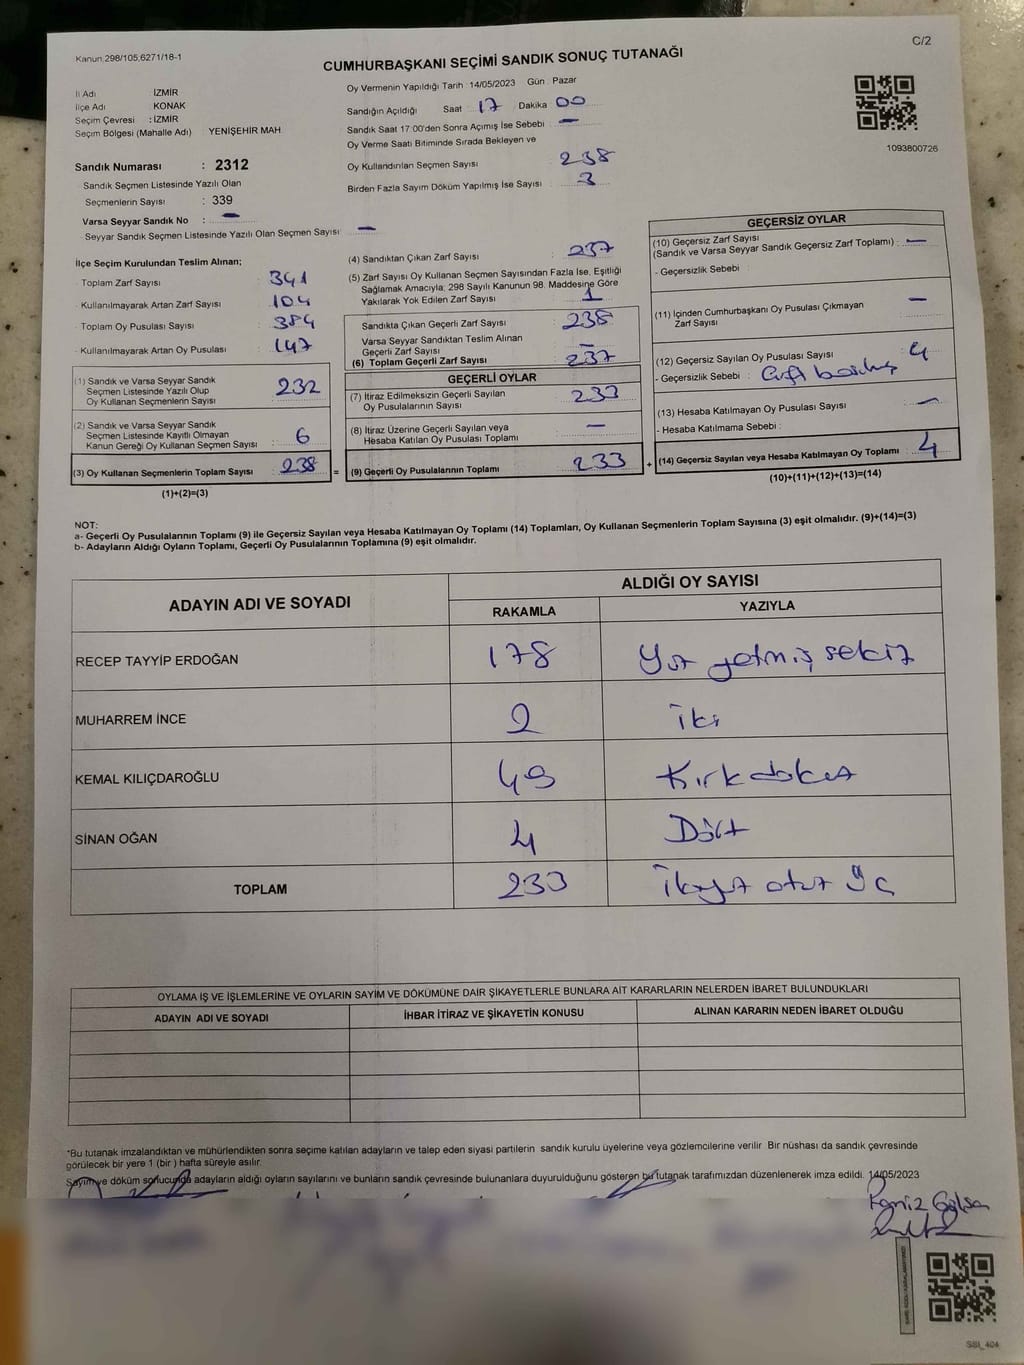 Kanun.298/105,6271/18-1
C/2
CUMHURBAŞKANI SEÇİMİ SANDIK SONUÇ TUTANAĞI
İl Adı İZMİR
İlçe Adı KONAK
Seçim Çevresi : İZMİR
Seçim Bölgesi (Mahalle Adı) YENİŞEHİR MAH
Sandık Numarası : 2312
Sandık Seçmen Listesinde Yazılı Olan
Seçmenlerin Sayısı : 339
Varsa Seyyar Sandık No : —
Seyyar Sandık Seçmen Listesinde Yazılı Olan Seçmen Sayısı —
Oy Vermenin Yapıldığı Tarih :14/05/2023 Gün : Pazar
Sandığın Açıldığı Saat 17 Dakika 00
Sandık Saat 17:00'den Sonra Açımış İse Sebebi : —
Oy Verme Saati Bitiminde Sırada Bekleyen ve
Oy Kullandırılan Seçmen Sayısı 238
Birden Fazla Sayım Döküm Yapılmış İse Sayısı 3
1093800726
İlçe Seçim Kurulundan Teslim Alınan;
Toplam Zarf Sayısı : 341
Kullanılmayarak Artan Zarf Sayısı : 104
Toplam Oy Pusulası Sayısı : 384
Kullanılmayarak Artan Oy Pusulası : 147
(1) Sandık ve Varsa Seyyar Sandık
Seçmen Listesinde Yazılı Olup
Oy Kullanan Seçmenlerin Sayısı : 232
(2) Sandık ve Varsa Seyyar Sandık
Seçmen Listesinde Kayıtlı Olmayan
Kanun Gereği Oy Kullanan Seçmen Sayısı : 6
(3) Oy Kullanan Seçmenlerin Toplam Sayısı : 238
(1)+(2)=(3)
(4) Sandıktan Çıkan Zarf Sayısı : 237
(5) Zarf Sayısı Oy Kullanan Seçmen Sayısından Fazla İse, Eşitliği
Sağlamak Amacıyla; 298 Sayılı Kanunun 98. Maddesine Göre
Yakılarak Yok Edilen Zarf Sayısı : 1
Sandıkta Çıkan Geçerli Zarf Sayısı : 238
Varsa Seyyar Sandıktan Teslim Alınan
Geçerli Zarf Sayısı : —
(6) Toplam Geçerli Zarf Sayısı : 237
GEÇERLİ OYLAR
(7) İtiraz Edilmeksizin Geçerli Sayılan
Oy Pusulalarının Sayısı : 233
(8) İtiraz Üzerine Geçerli Sayılan veya
Hesaba Katılan Oy Pusulası Toplamı : —
= (9) Geçerli Oy Pusulalarının Toplamı : 233 +
GEÇERSİZ OYLAR
(10) Geçersiz Zarf Sayısı
(Sandık ve Varsa Seyyar Sandık Geçersiz Zarf Toplamı) : —
- Geçersizlik Sebebi :
(11) İçinden Cumhurbaşkanı Oy Pusulası Çıkmayan
Zarf Sayısı : —
(12) Geçersiz Sayılan Oy Pusulası Sayısı : 4
- Geçersizlik Sebebi : Çift basılmış
(13) Hesaba Katılmayan Oy Pusulası Sayısı : —
- Hesaba Katılmama Sebebi :
(14) Geçersiz Sayılan veya Hesaba Katılmayan Oy Toplamı : 4
(10)+(11)+(12)+(13)=(14)
NOT:
a- Geçerli Oy Pusulalarının Toplamı (9) ile Geçersiz Sayılan veya Hesaba Katılmayan Oy Toplamı (14) Toplamları, Oy Kullanan Seçmenlerin Toplam Sayısına (3) eşit olmalıdır. (9)+(14)=(3)
b- Adayların Aldığı Oyların Toplamı, Geçerli Oy Pusulalarının Toplamına (9) eşit olmalıdır.
ADAYIN ADI VE SOYADI
ALDIĞI OY SAYISI
RAKAMLA YAZIYLA
RECEP TAYYİP ERDOĞAN 178 Yüz yetmiş sekiz
MUHARREM İNCE 2 İki
KEMAL KILIÇDAROĞLU 49 Kırk dokuz
SİNAN OĞAN 4 Dört
TOPLAM 233 İkiyüz otuz üç
OYLAMA İŞ VE İŞLEMLERİNE VE OYLARIN SAYIM VE DÖKÜMÜNE DAİR ŞİKAYETLERLE BUNLARA AİT KARARLARIN NELERDEN İBARET BULUNDUKLARI
ADAYIN ADI VE SOYADI İHBAR İTİRAZ VE ŞİKAYETİN KONUSU ALINAN KARARIN NEDEN İBARET OLDUĞU
*Bu tutanak imzalandıktan ve mühürlendikten sonra seçime katılan adayların ve talep eden siyasi partilerin sandık kurulu üyelerine veya gözlemcilerine verilir. Bir nüshası da sandık çevresinde
görülecek bir yere 1 (bir ) hafta süreyle asılır.
Sayım ve döküm sonucunda adayların aldığı oyların sayılarını ve bunların sandık çevresinde bulunanlara duyurulduğunu gösteren bu tutanak tarafımızdan düzenlenerek imza edildi. 14/05/2023
SSİ_404